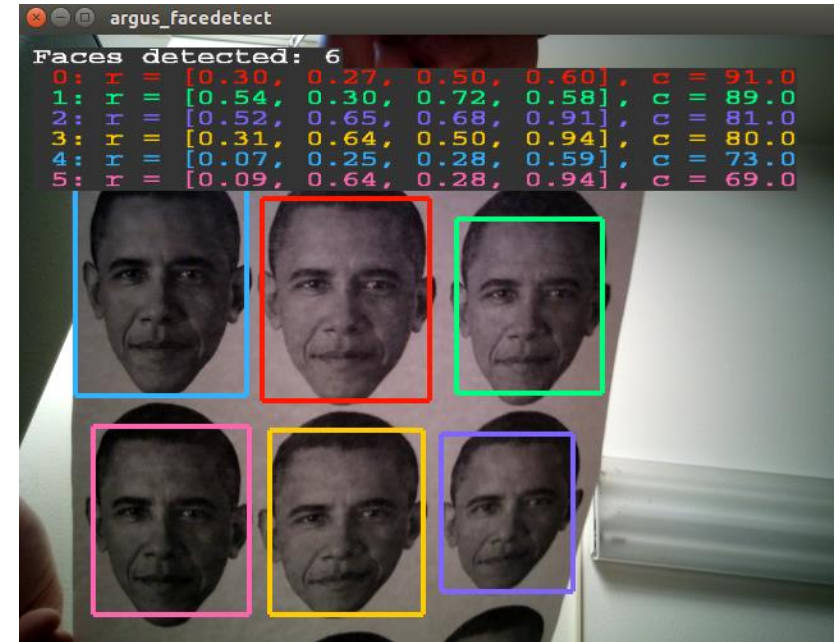 argus_facedetect
Faces detected: 6
0: r = [0.30, 0.27, 0.50, 0.60], c = 91.0
1: r = [0.54, 0.30, 0.72, 0.58], c = 89.0
2: r = [0.52, 0.65, 0.68, 0.91], c = 81.0
3: r = [0.31, 0.64, 0.50, 0.94], c = 80.0
4: r = [0.07, 0.25, 0.28, 0.59], c = 73.0
5: r = [0.09, 0.64, 0.28, 0.94], c = 69.0